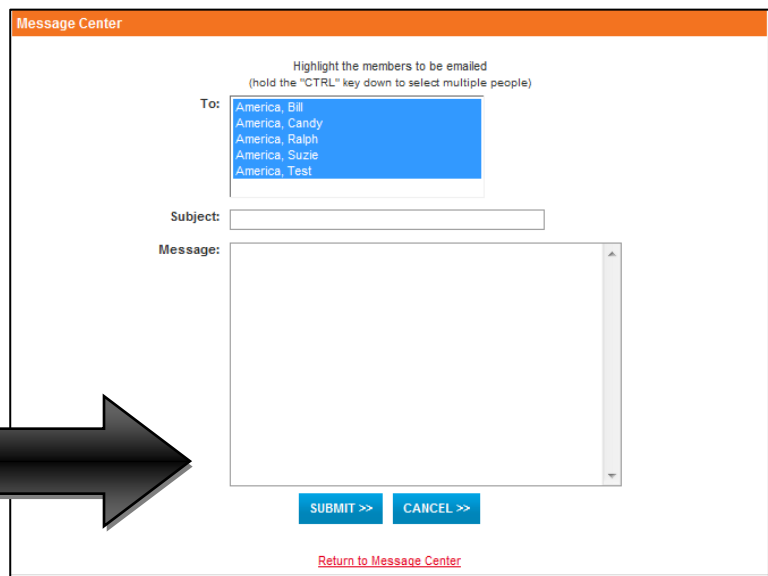 Message Center
Highlight the members to be emailed
(hold the "CTRL" key down to select multiple people)
To:
America, Bill
America, Candy
America, Ralph
America, Suzie
America, Test
Subject:
Message:
SUBMIT >> CANCEL >>
Return to Message Center